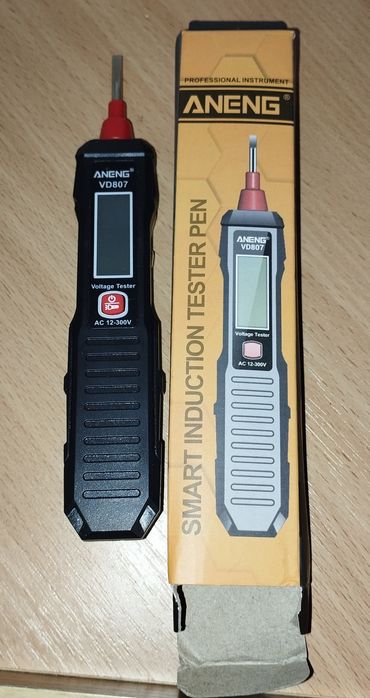 ANENG®
VD807
Voltage Tester
AC 12-300V
PROFESSIONAL INSTRUMENT
ANENG®
SMART INDUCTION TESTER PEN
ANENG®
VD807
Voltage Tester
AC 12-300V